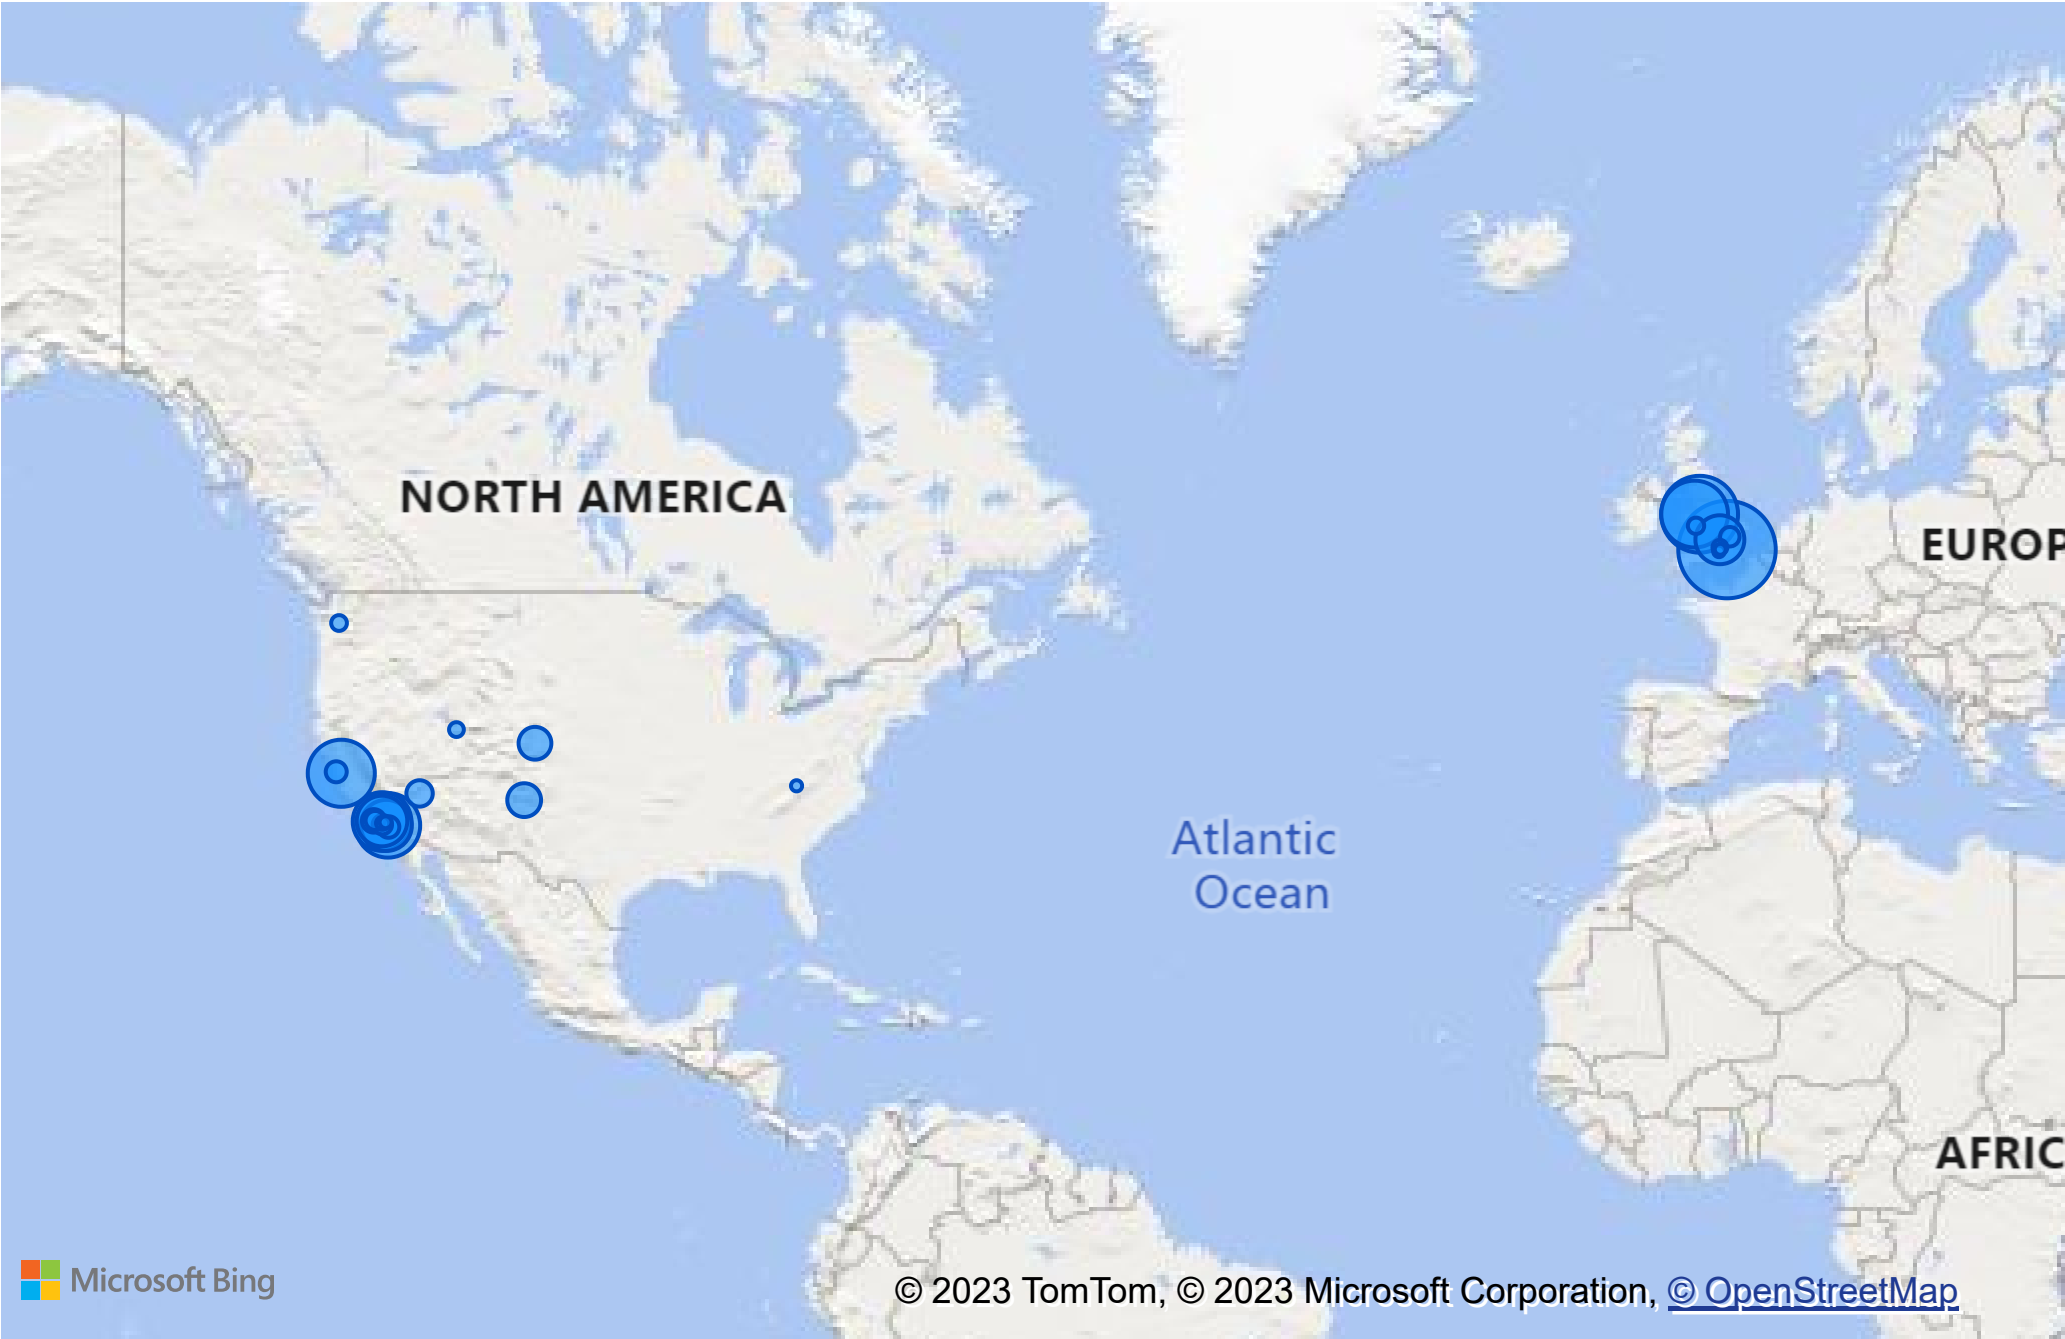 NORTH AMERICA
EUROP
Atlantic
Ocean
AFRIC
Microsoft Bing
© 2023 TomTom, © 2023 Microsoft Corporation, © OpenStreetMap